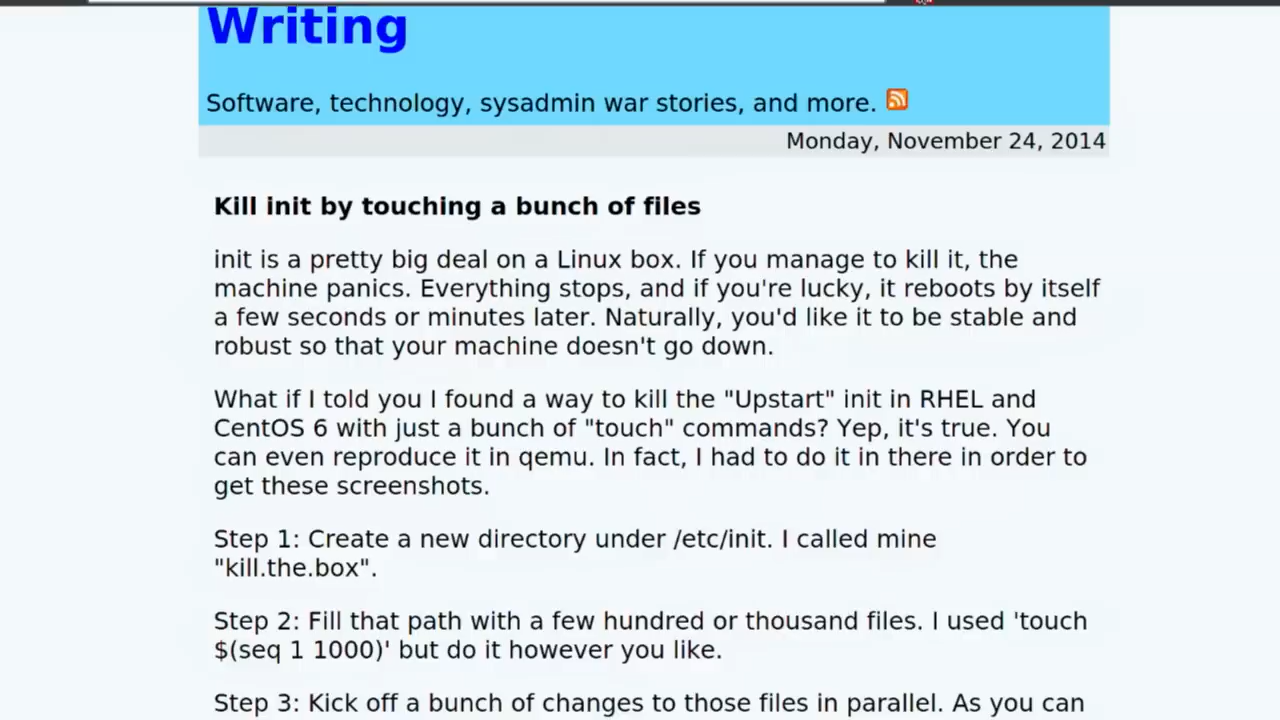 Writing
Software, technology, sysadmin war stories, and more.
Monday, November 24, 2014
Kill init by touching a bunch of files
init is a pretty big deal on a Linux box. If you manage to kill it, the
machine panics. Everything stops, and if you're lucky, it reboots by itself
a few seconds or minutes later. Naturally, you'd like it to be stable and
robust so that your machine doesn't go down.
What if I told you I found a way to kill the "Upstart" init in RHEL and
CentOS 6 with just a bunch of "touch" commands? Yep, it's true. You
can even reproduce it in qemu. In fact, I had to do it in there in order to
get these screenshots.
Step 1: Create a new directory under /etc/init. I called mine
"kill.the.box".
Step 2: Fill that path with a few hundred or thousand files. I used 'touch
$(seq 1 1000)' but do it however you like.
Step 3: Kick off a bunch of changes to those files in parallel. As you can